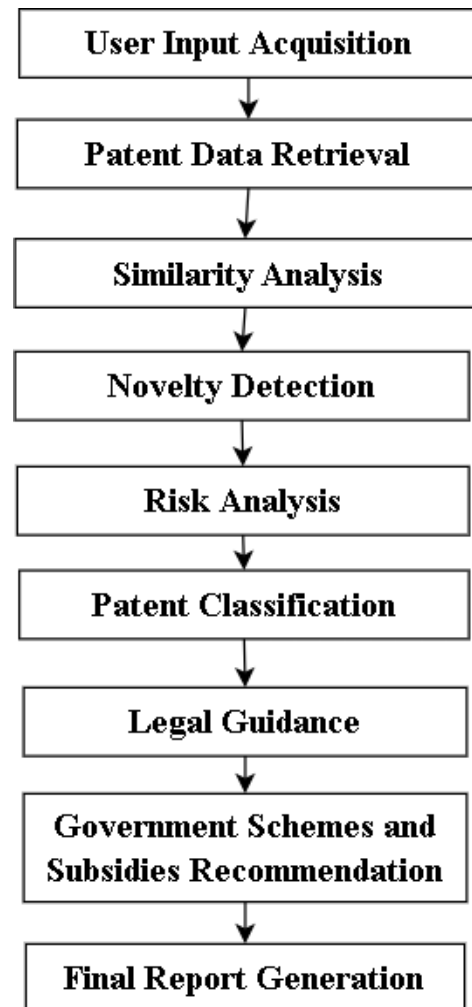 User Input Acquisition
Patent Data Retrieval
Similarity Analysis
Novelty Detection
Risk Analysis
Patent Classification
Legal Guidance
Government Schemes and
Subsidies Recommendation
Final Report Generation